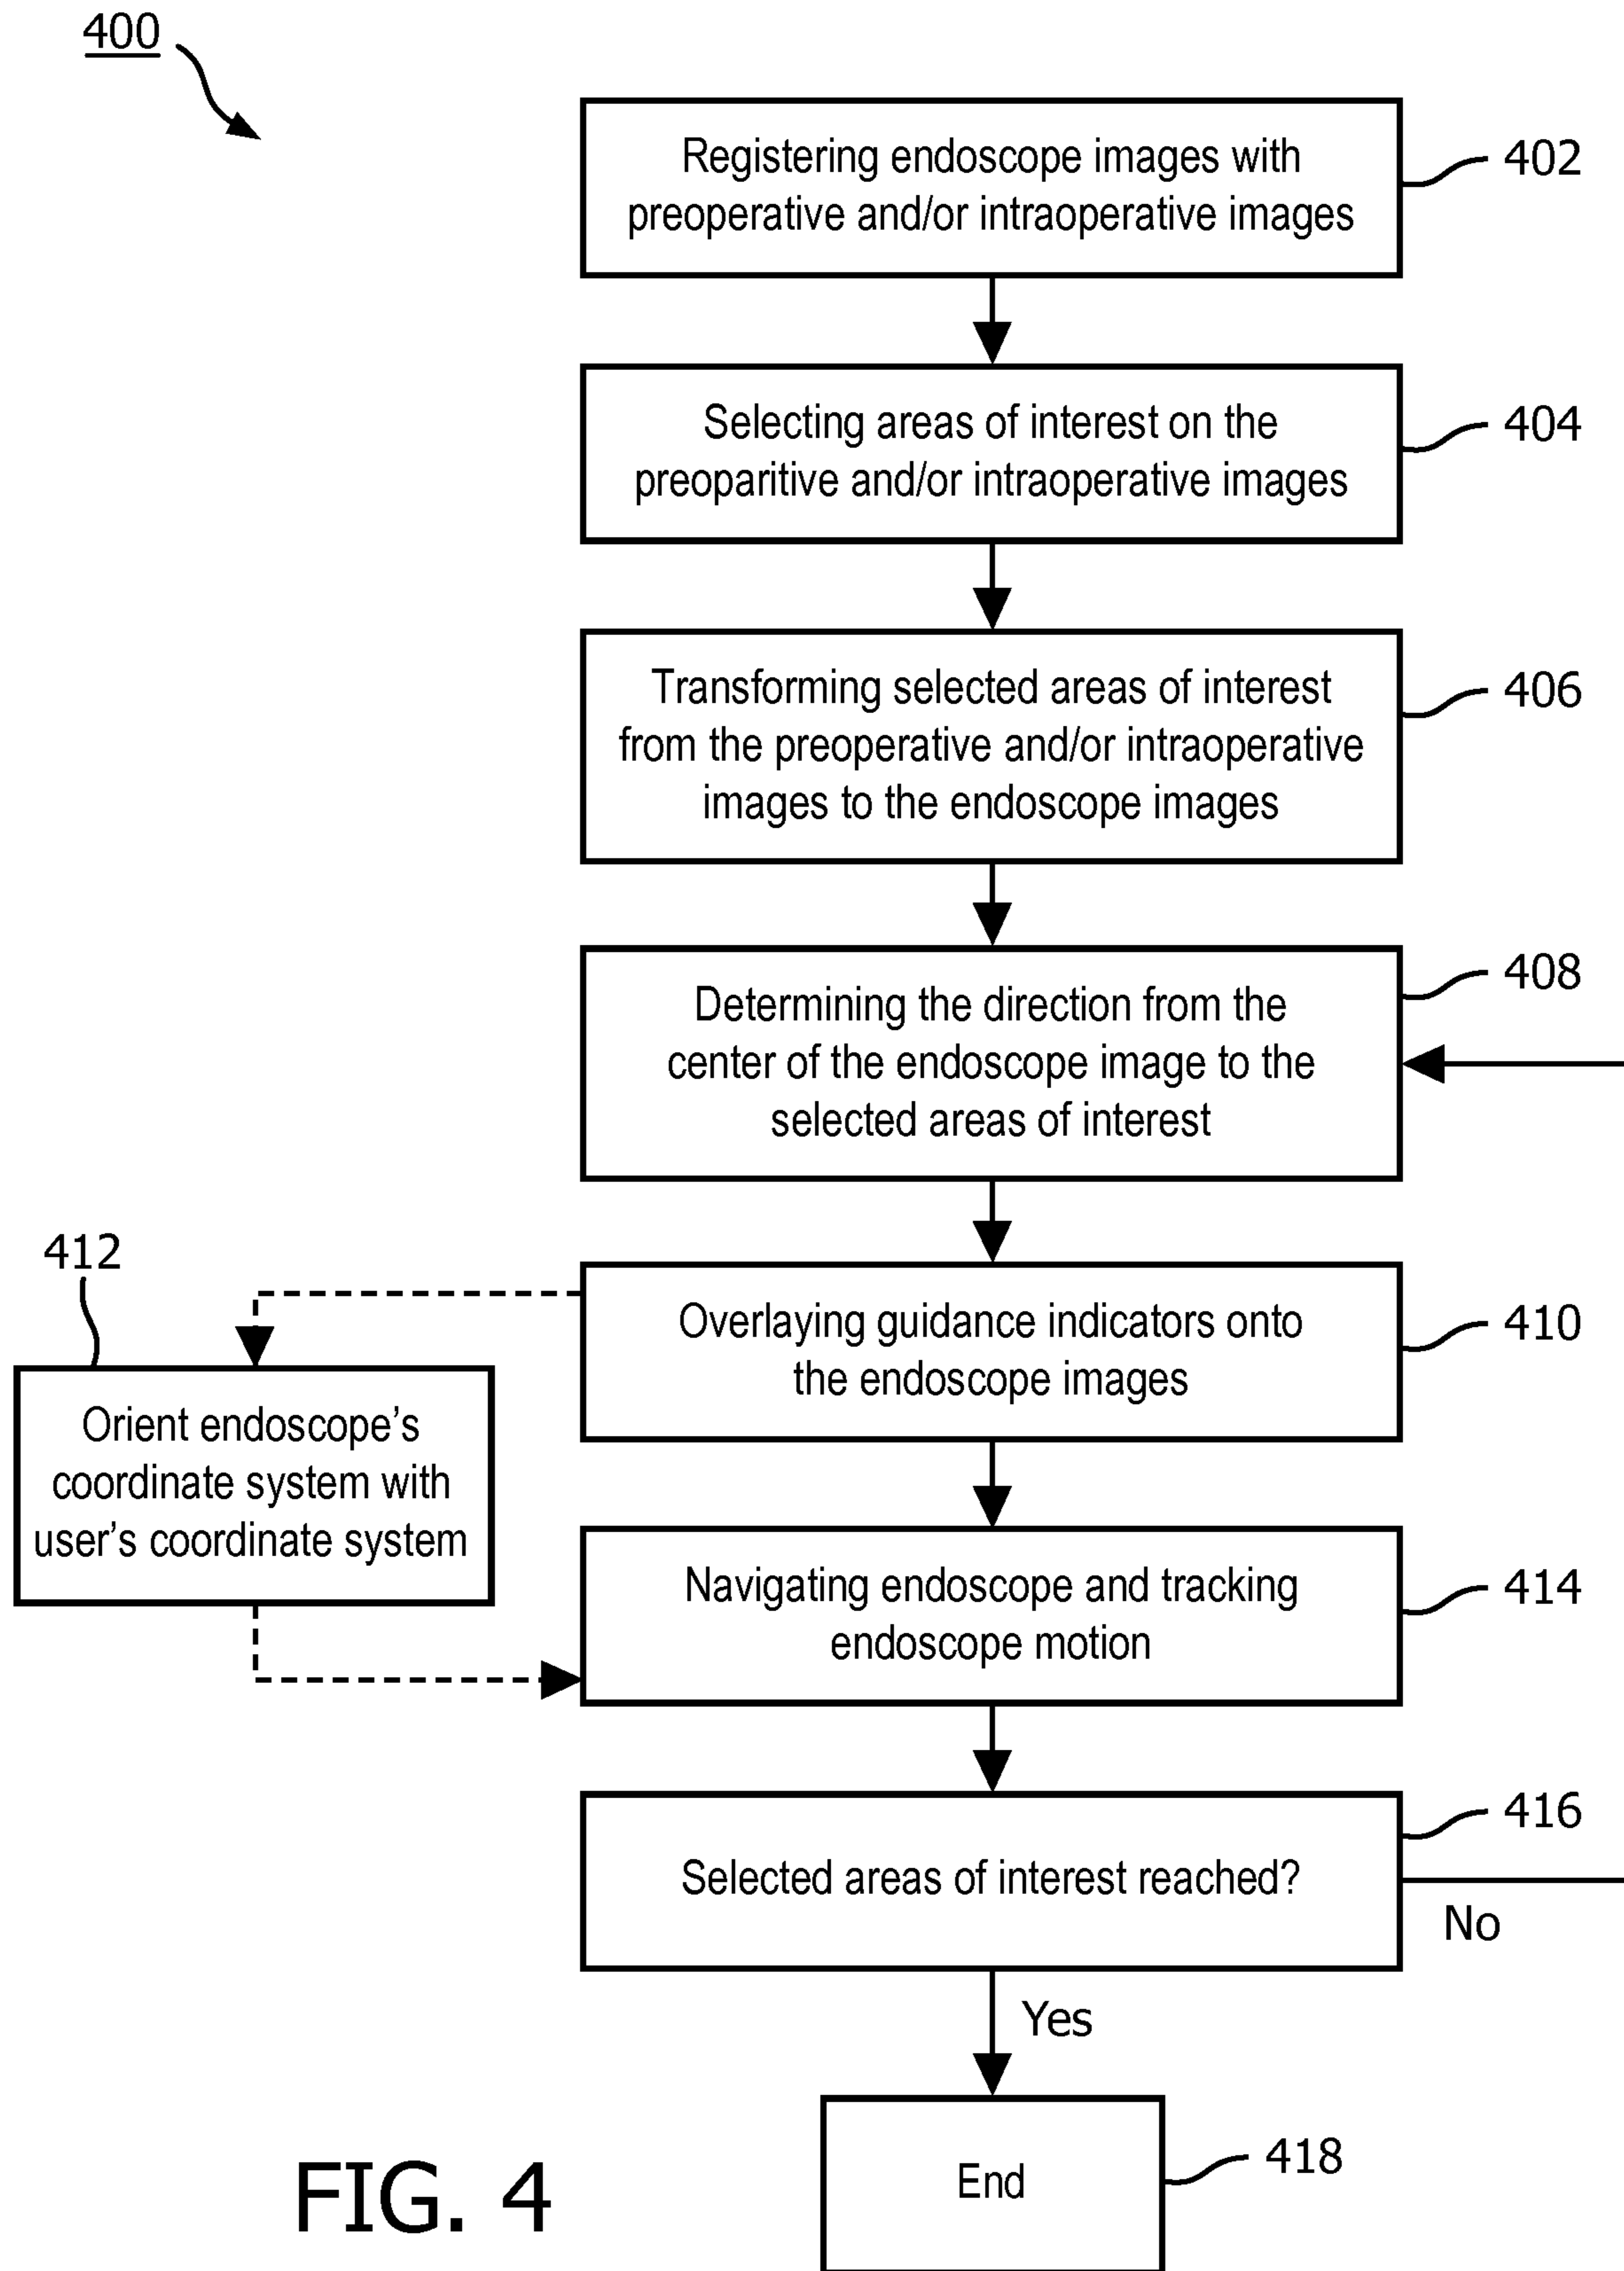 400
Registering endoscope images with
preoperative and/or intraoperative images
402
Selecting areas of interest on the
preoparitive and/or intraoperative images
404
Transforming selected areas of interest
from the preoperative and/or intraoperative
images to the endoscope images
406
Determining the direction from the
center of the endoscope image to the
selected areas of interest
408
Overlaying guidance indicators onto
the endoscope images
410
412
Orient endoscope’s
coordinate system with
user’s coordinate system
Navigating endoscope and tracking
endoscope motion
414
Selected areas of interest reached?
416
No
Yes
End
418
FIG. 4